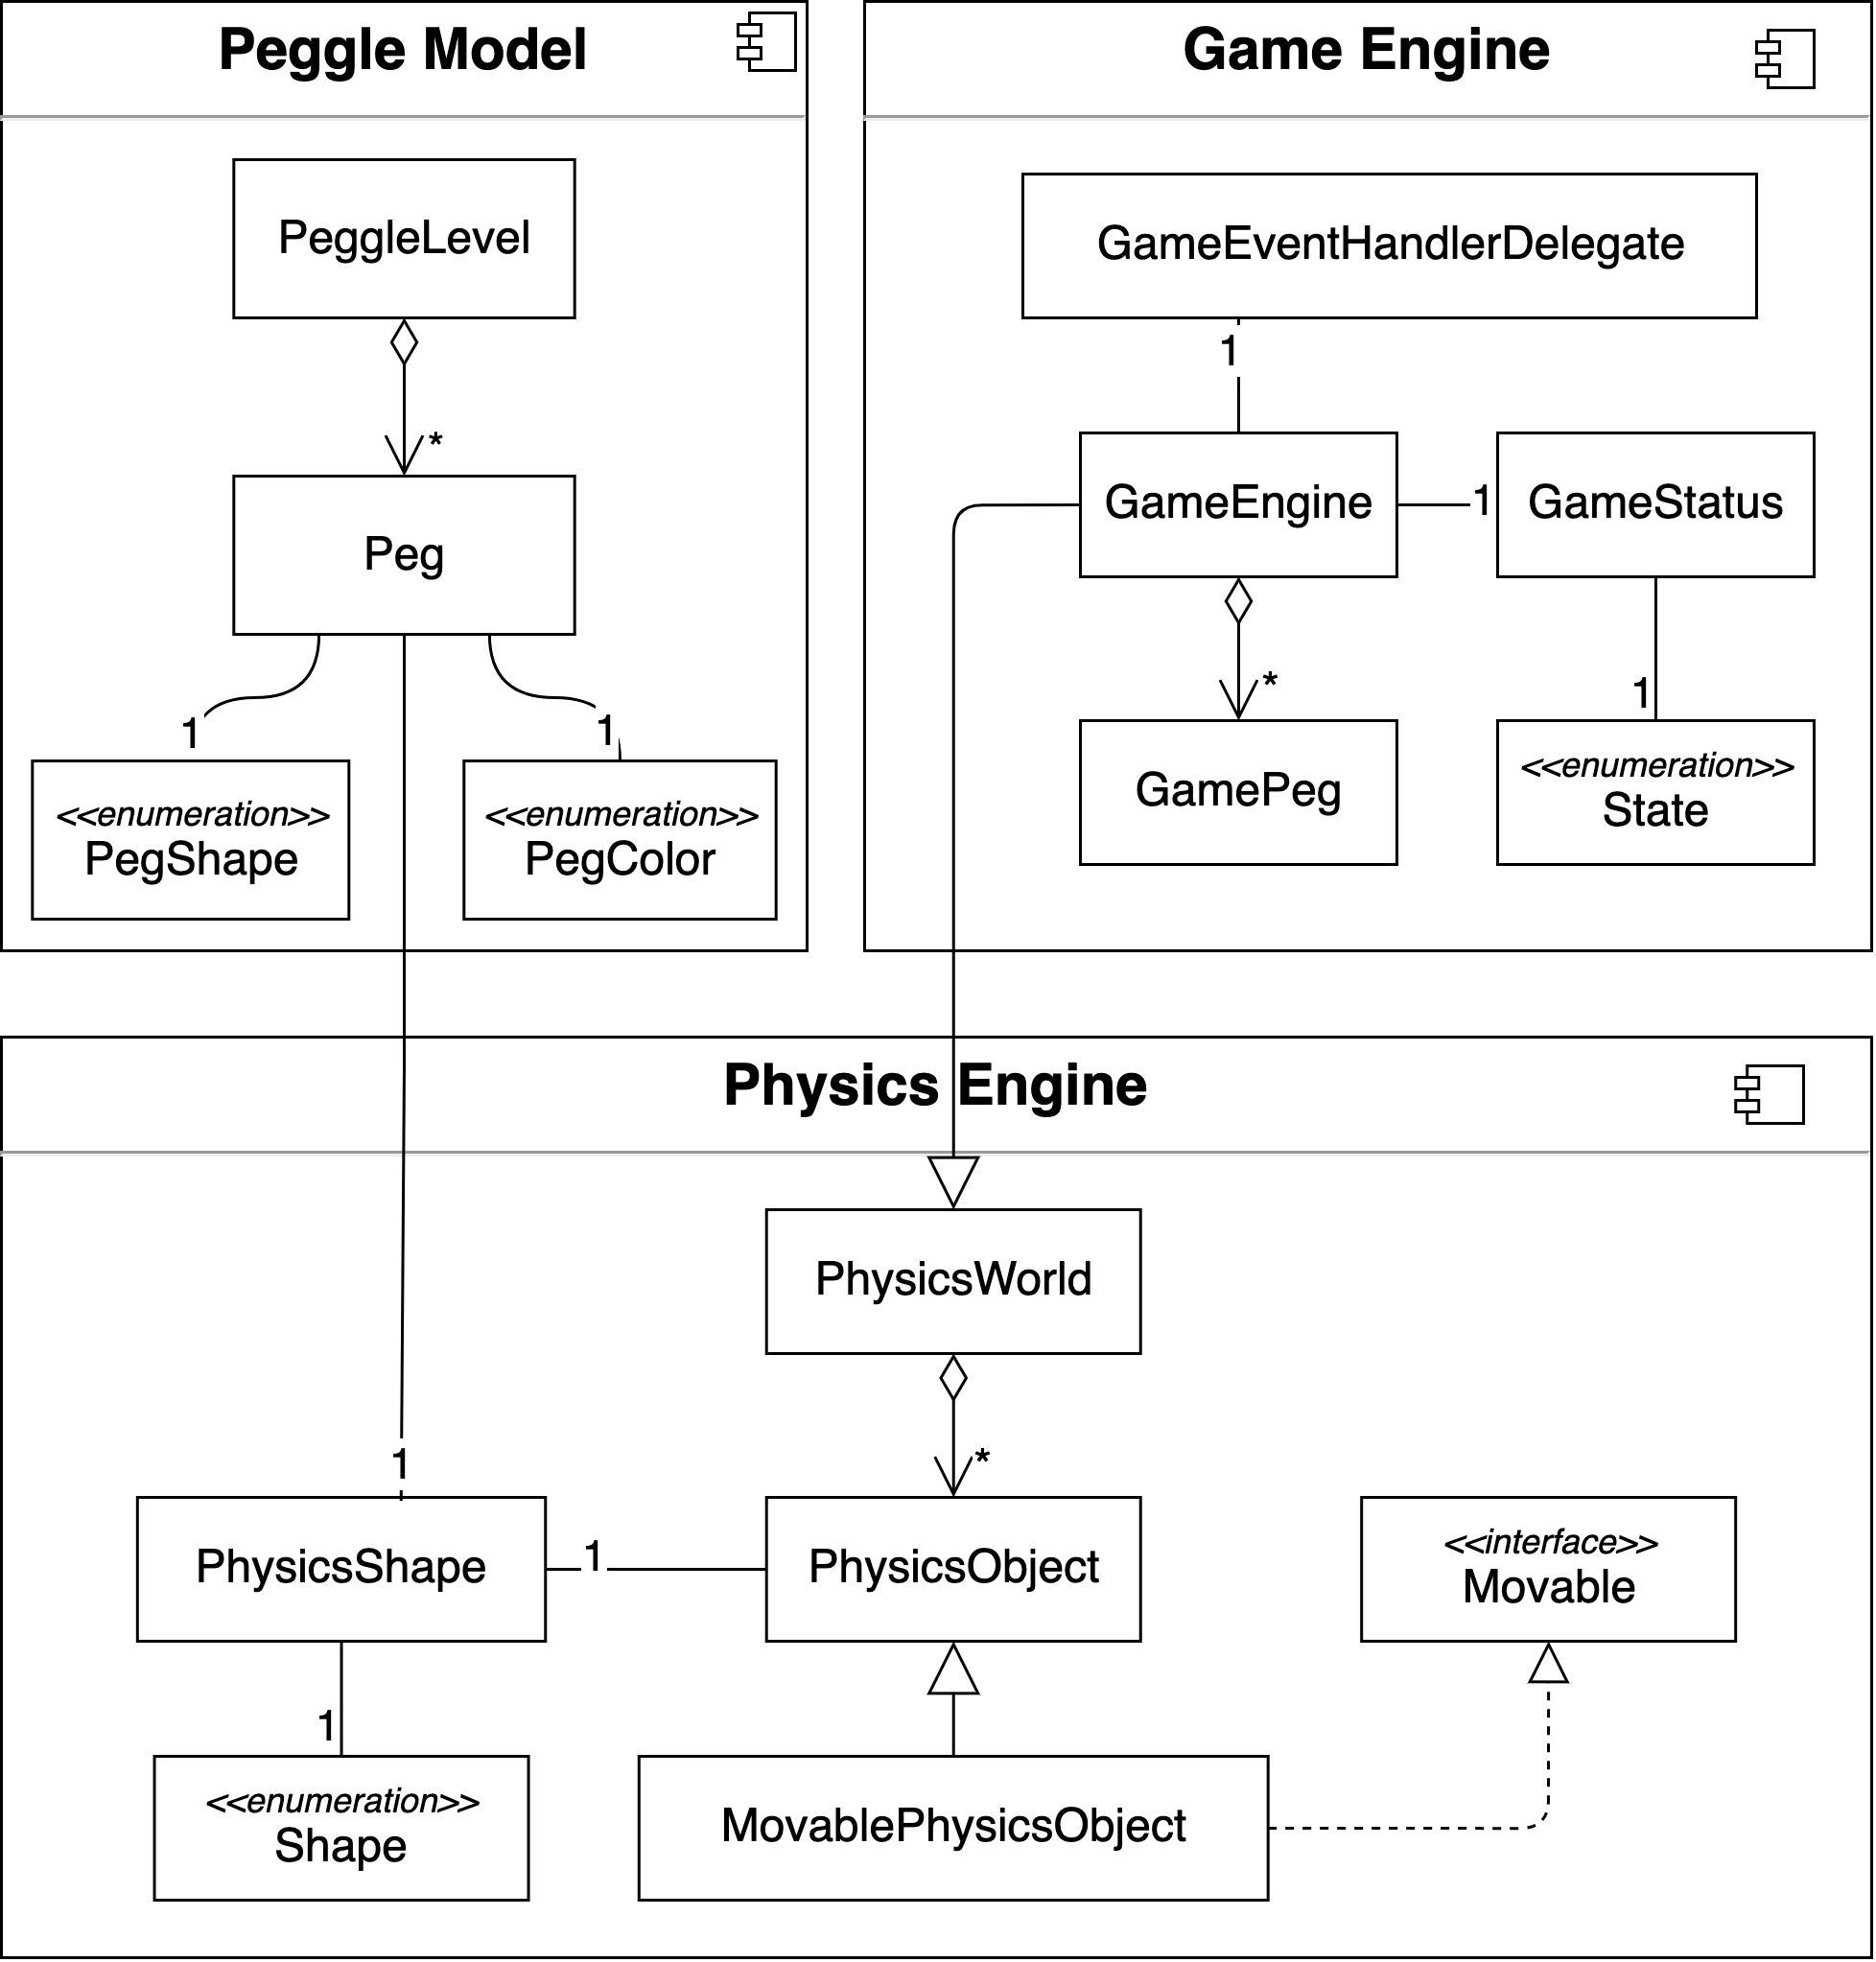 Peggle Model
PeggleLevel
*
Peg
1
1
<<enumeration>>
PegShape
<<enumeration>>
PegColor
Game Engine
GameEventHandlerDelegate
1
GameEngine
1
GameStatus
*
1
GamePeg
<<enumeration>>
State
Physics Engine
PhysicsWorld
*
1
PhysicsShape
1
PhysicsObject
<<interface>>
Movable
1
<<enumeration>>
Shape
MovablePhysicsObject